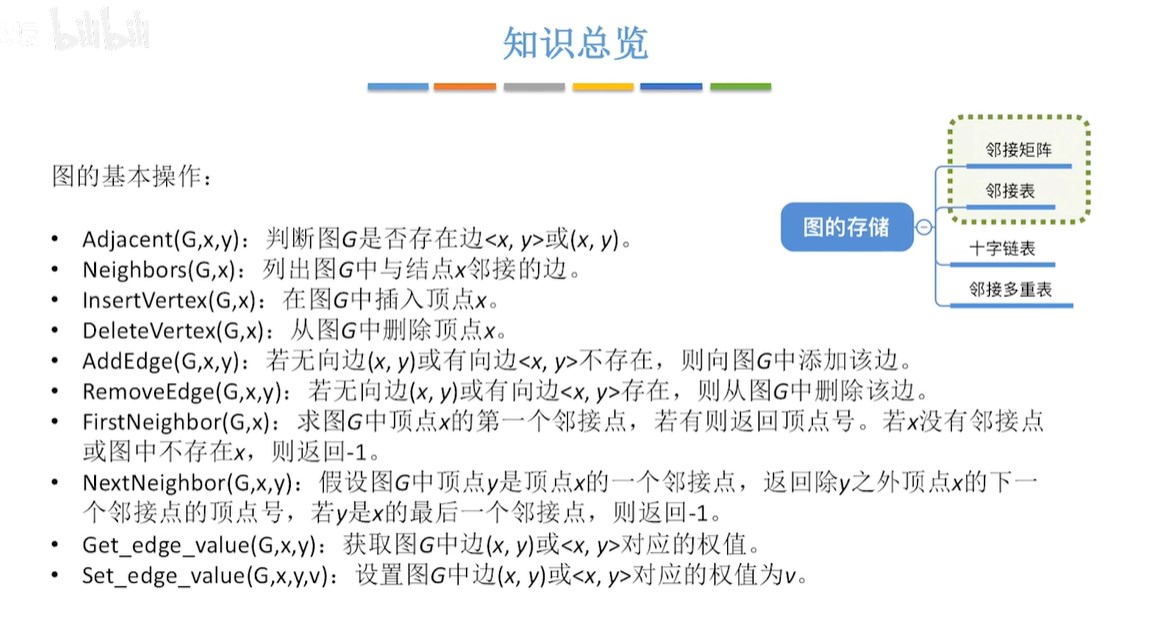 bilibili
知识总览
图的基本操作：
• Adjacent(G,x,y)：判断图G是否存在边<x, y>或(x, y)。
• Neighbors(G,x)：列出图G中与结点x邻接的边。
• InsertVertex(G,x)：在图G中插入顶点x。
• DeleteVertex(G,x)：从图G中删除顶点x。
• AddEdge(G,x,y)：若无向边(x, y)或有向边<x, y>不存在，则向图G中添加该边。
• RemoveEdge(G,x,y)：若无向边(x, y)或有向边<x, y>存在，则从图G中删除该边。
• FirstNeighbor(G,x)：求图G中顶点x的第一个邻接点，若有则返回顶点号。若x没有邻接点
或图中不存在x，则返回-1。
• NextNeighbor(G,x,y)：假设图G中顶点y是顶点x的一个邻接点，返回除y之外顶点x的下一
个邻接点的顶点号，若y是x的最后一个邻接点，则返回-1。
• Get_edge_value(G,x,y)：获取图G中边(x, y)或<x, y>对应的权值。
• Set_edge_value(G,x,y,v)：设置图G中边(x, y)或<x, y>对应的权值为v。
图的存储
邻接矩阵
邻接表
十字链表
邻接多重表